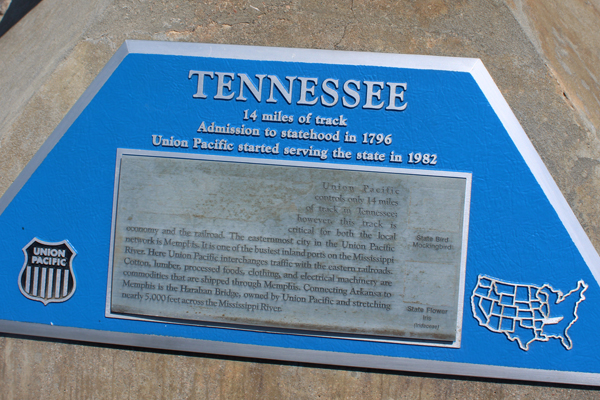 TENNESSEE
14 miles of track
Admission to statehood in 1796
Union Pacific started serving the state in 1982
Union Pacific
controls only 14 miles
of track in Tennessee;
however, this track is
critical for both the local
economy and the railroad. The easternmost city in the Union Pacific
network is Memphis. It is one of the busiest inland ports on the Mississippi
River. Here Union Pacific interchanges traffic with the eastern railroads.
Cotton, lumber, processed foods, clothing, and electrical machinery are
commodities that are shipped through Memphis. Connecting Arkansas to
Memphis is the Harahan Bridge, owned by Union Pacific and stretching
nearly 5,000 feet across the Mississippi River.
State Bird
Mockingbird
State Flower
Iris
UNION
PACIFIC